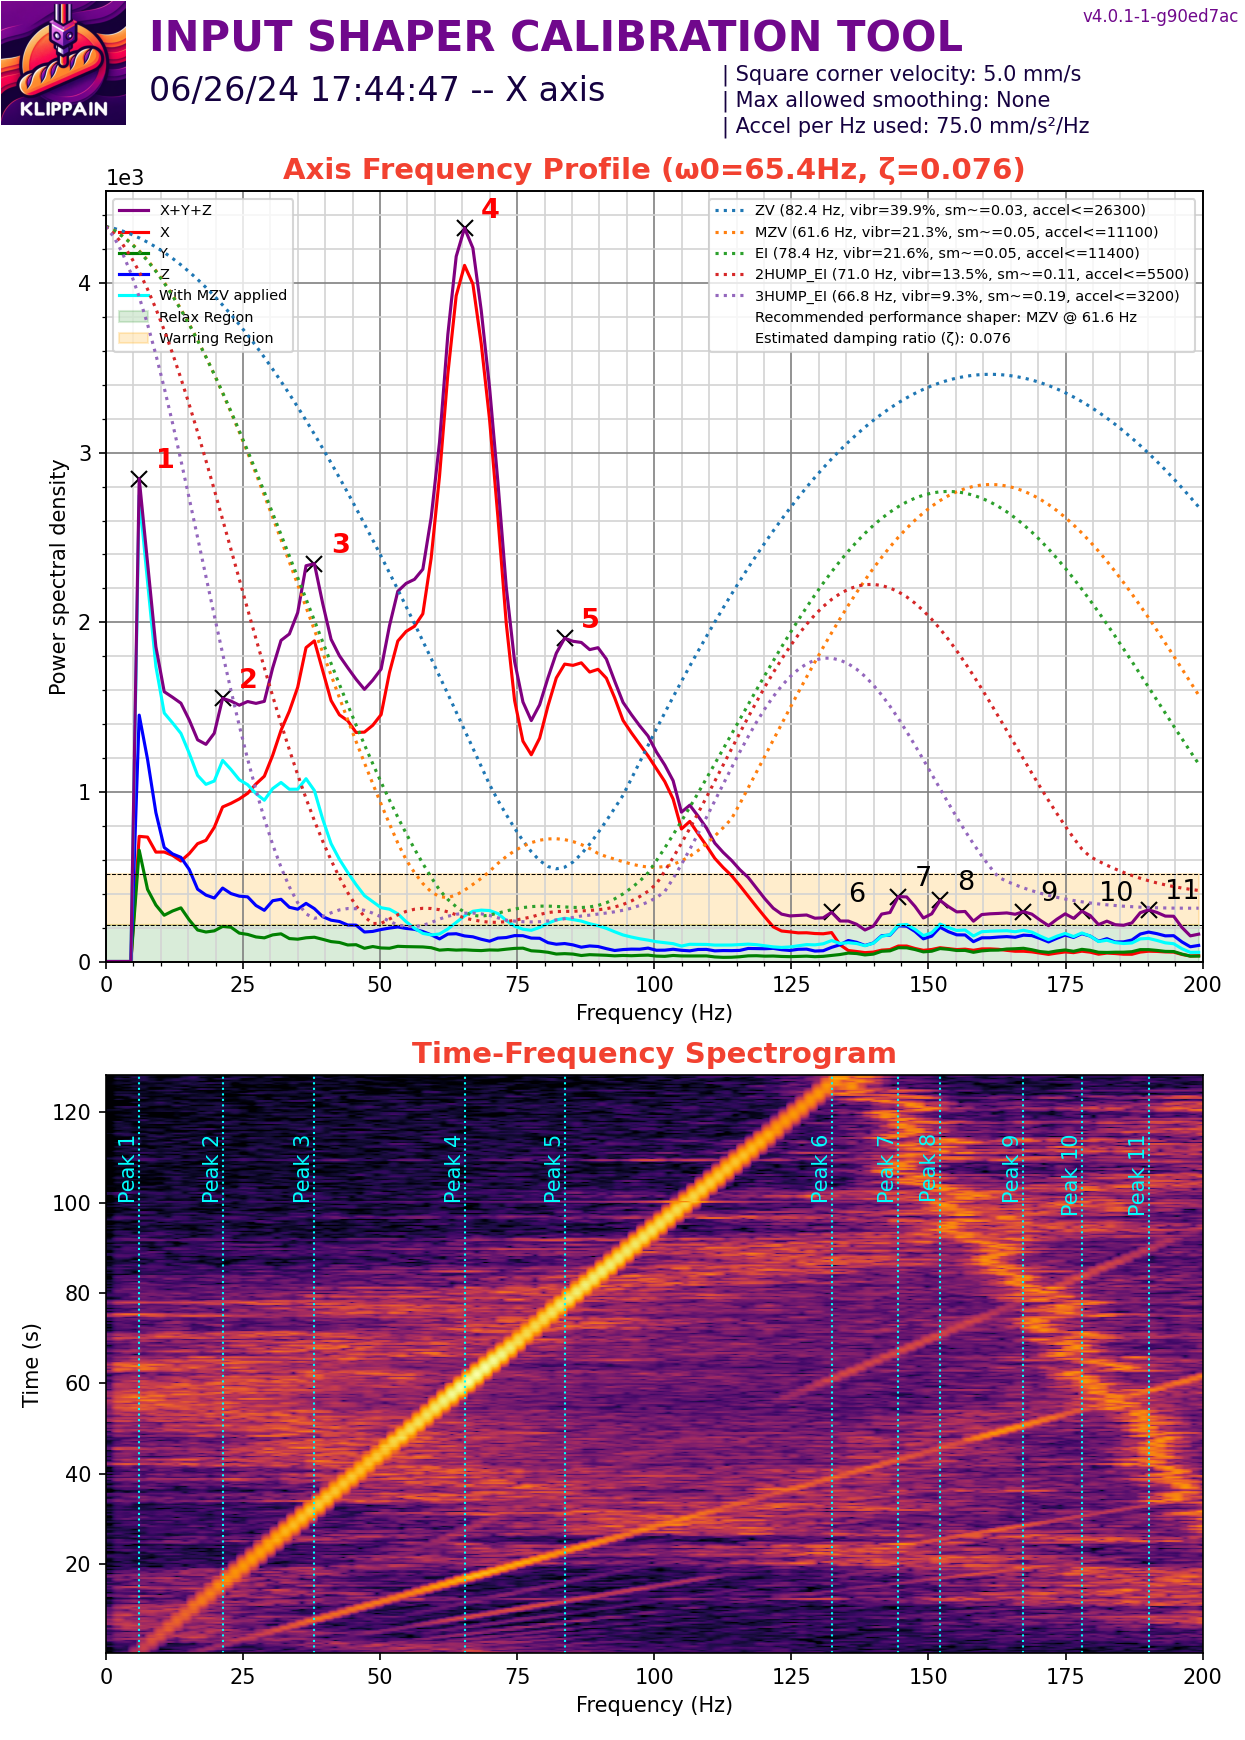 v4.0.1-1-g90ed7ac
INPUT SHAPER CALIBRATION TOOL
KLIPPAIN
06/26/24 17:44:47 -- X axis
| Square corner velocity: 5.0 mm/s
| Max allowed smoothing: None
| Accel per Hz used: 75.0 mm/s²/Hz
Axis Frequency Profile (ω0=65.4Hz, ζ=0.076)
1e3
X+Y+Z
X
Y
Z
With MZV applied
Relax Region
Warning Region
ZV (82.4 Hz, vibr=39.9%, sm~=0.03, accel<=26300)
MZV (61.6 Hz, vibr=21.3%, sm~=0.05, accel<=11100)
EI (78.4 Hz, vibr=21.6%, sm~=0.05, accel<=11400)
2HUMP_EI (71.0 Hz, vibr=13.5%, sm~=0.11, accel<=5500)
3HUMP_EI (66.8 Hz, vibr=9.3%, sm~=0.19, accel<=3200)
Recommended performance shaper: MZV @ 61.6 Hz
Estimated damping ratio (ζ): 0.076
4
3
2
1
0
Power spectral density
1
2
3
4
5
6
7
8
9
10
11
0 25 50 75 100 125 150 175 200
Frequency (Hz)
Time-Frequency Spectrogram
120
100
80
60
40
20
Time (s)
Peak 1
Peak 2
Peak 3
Peak 4
Peak 5
Peak 6
Peak 7
Peak 8
Peak 9
Peak 10
Peak 11
0 25 50 75 100 125 150 175 200
Frequency (Hz)